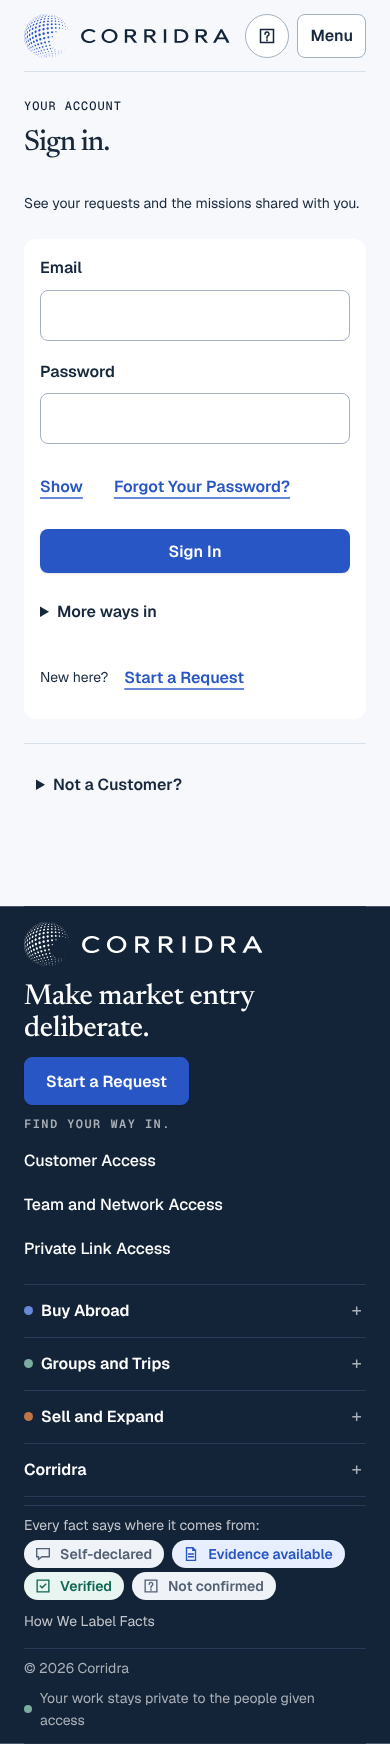 CORRIDRA
Menu
YOUR ACCOUNT
Sign in.
See your requests and the missions shared with you.
Email
Password
Show Forgot Your Password?
Sign In
More ways in
New here? Start a Request
Not a Customer?
CORRIDRA
Make market entry
deliberate.
Start a Request
FIND YOUR WAY IN.
Customer Access
Team and Network Access
Private Link Access
Buy Abroad +
Groups and Trips +
Sell and Expand +
Corridra +
Every fact says where it comes from:
Self-declared Evidence available
Verified Not confirmed
How We Label Facts
© 2026 Corridra
Your work stays private to the people given
access